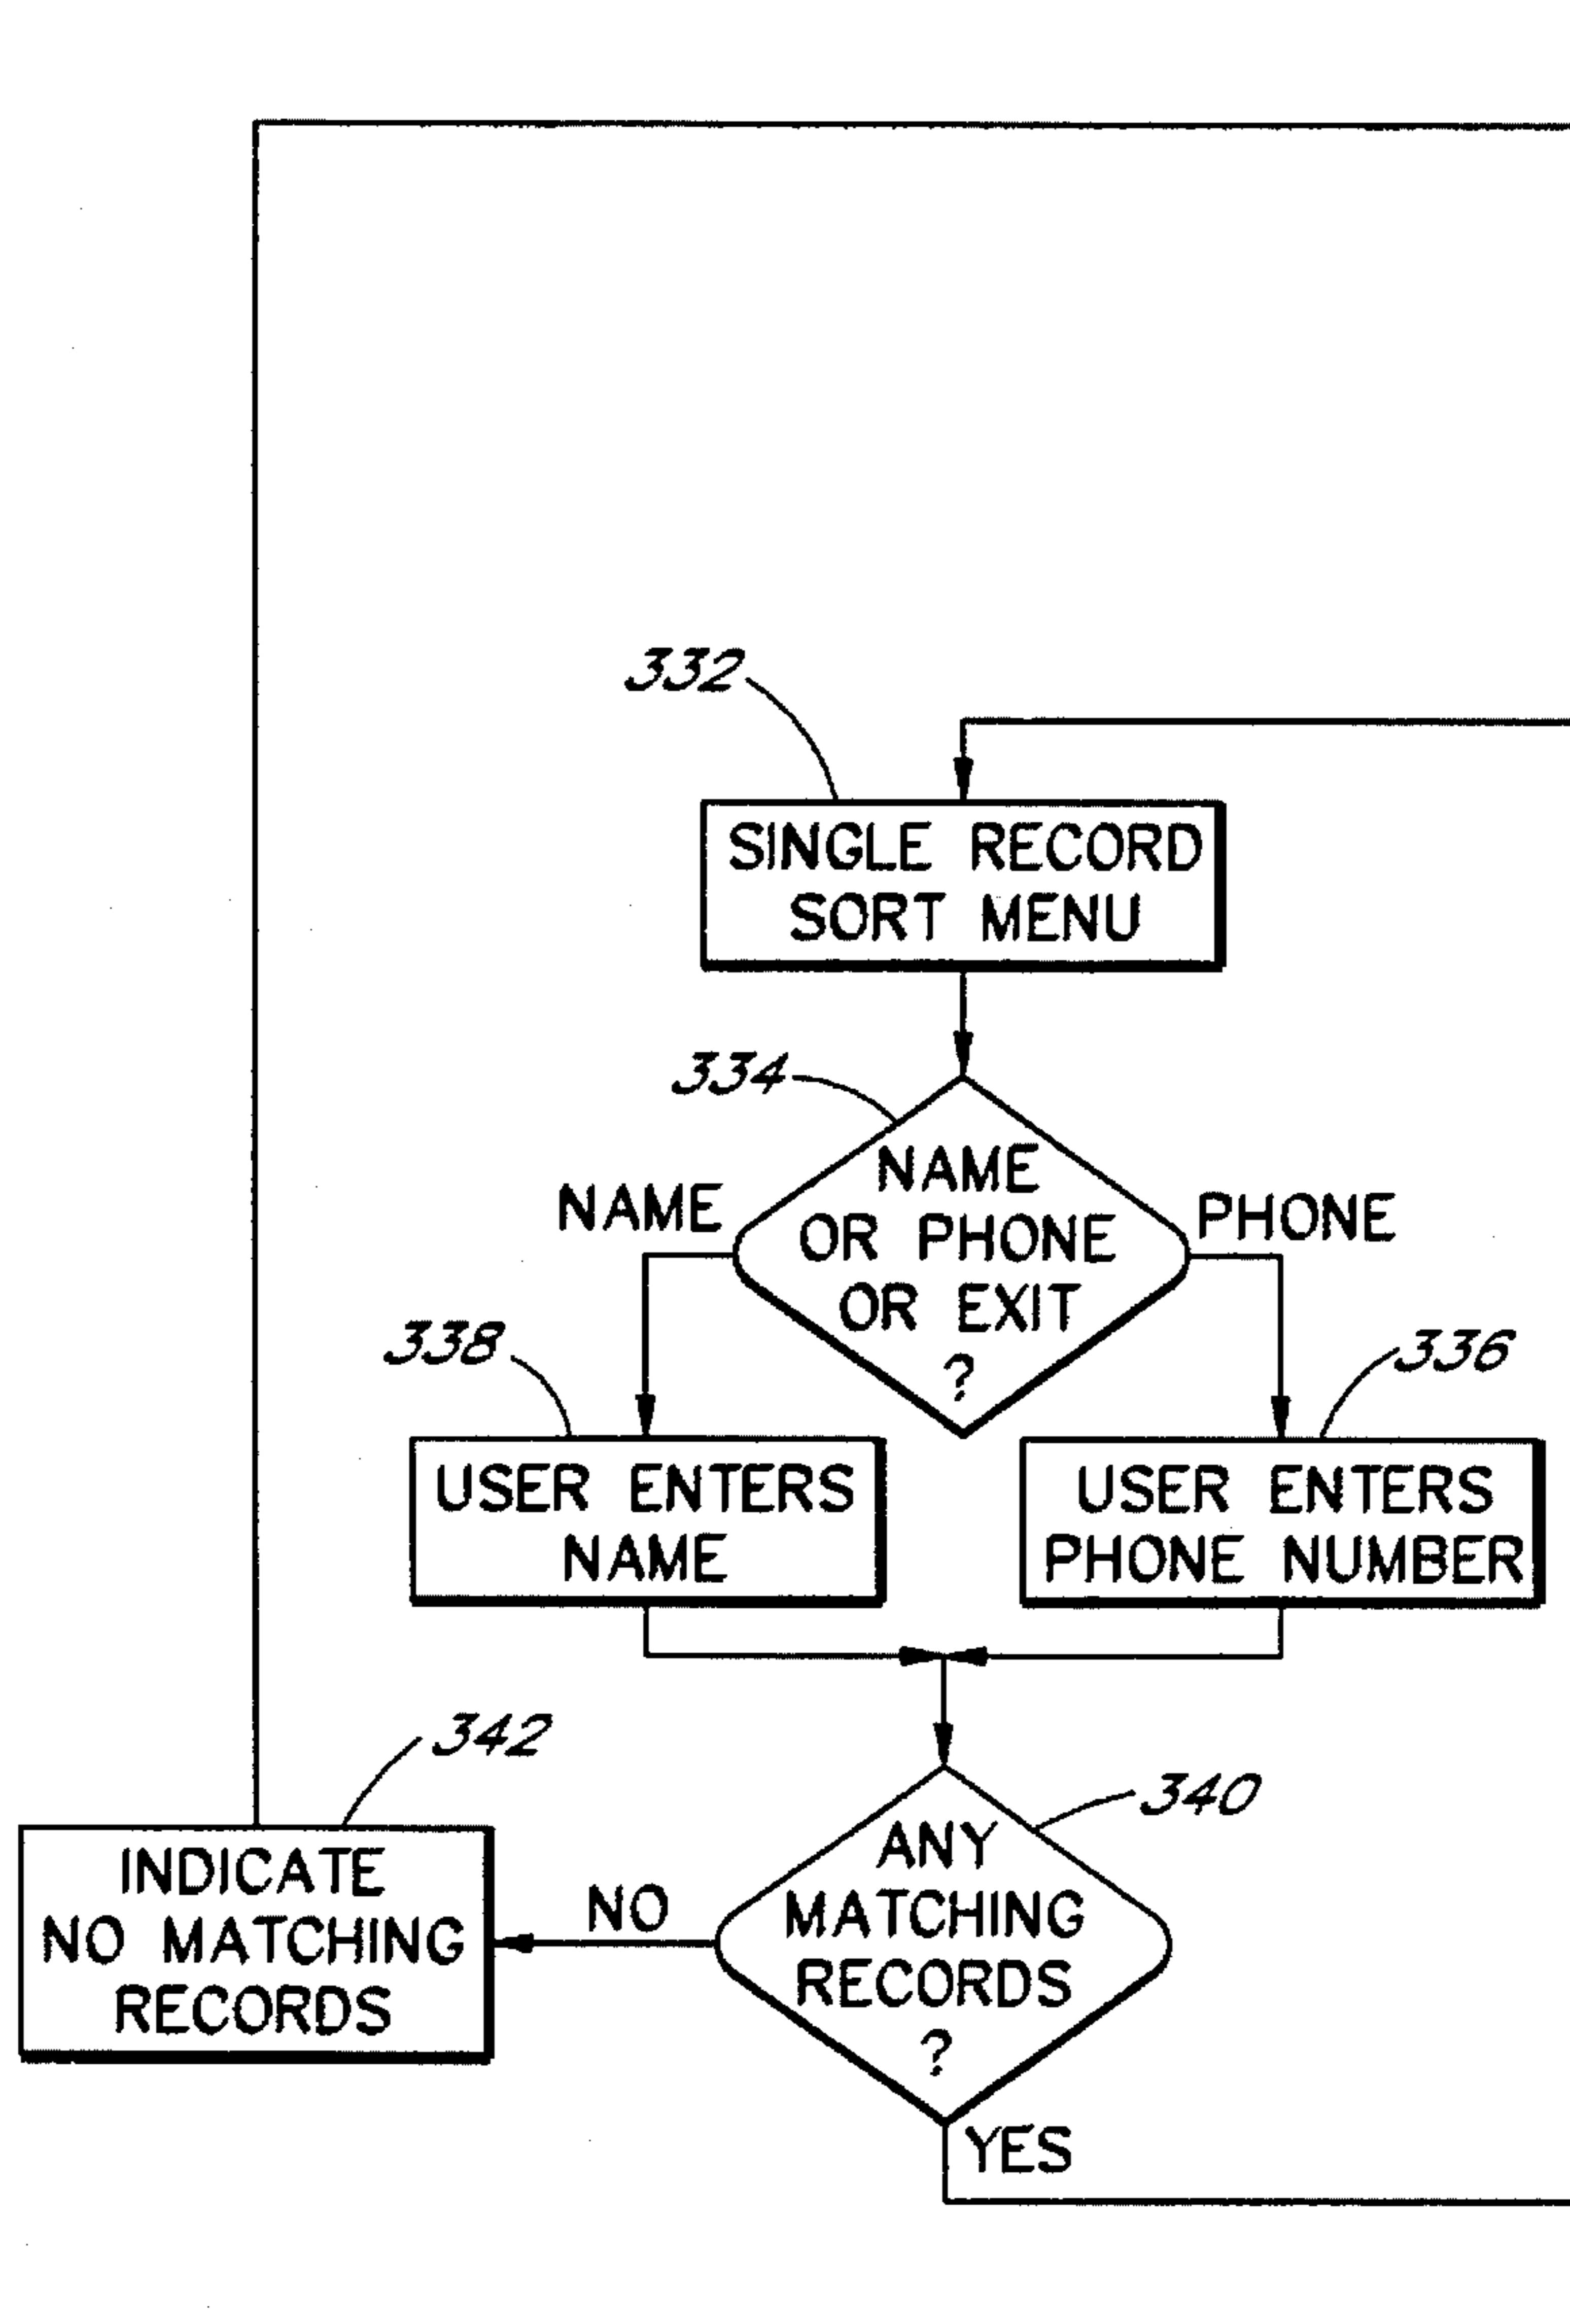 332
SINGLE RECORD
SORT MENU
334
NAME
OR PHONE
OR EXIT
?
NAME
PHONE
338
336
USER ENTERS
NAME
USER ENTERS
PHONE NUMBER
342
340
ANY
MATCHING
RECORDS
?
NO
INDICATE
NO MATCHING
RECORDS
YES